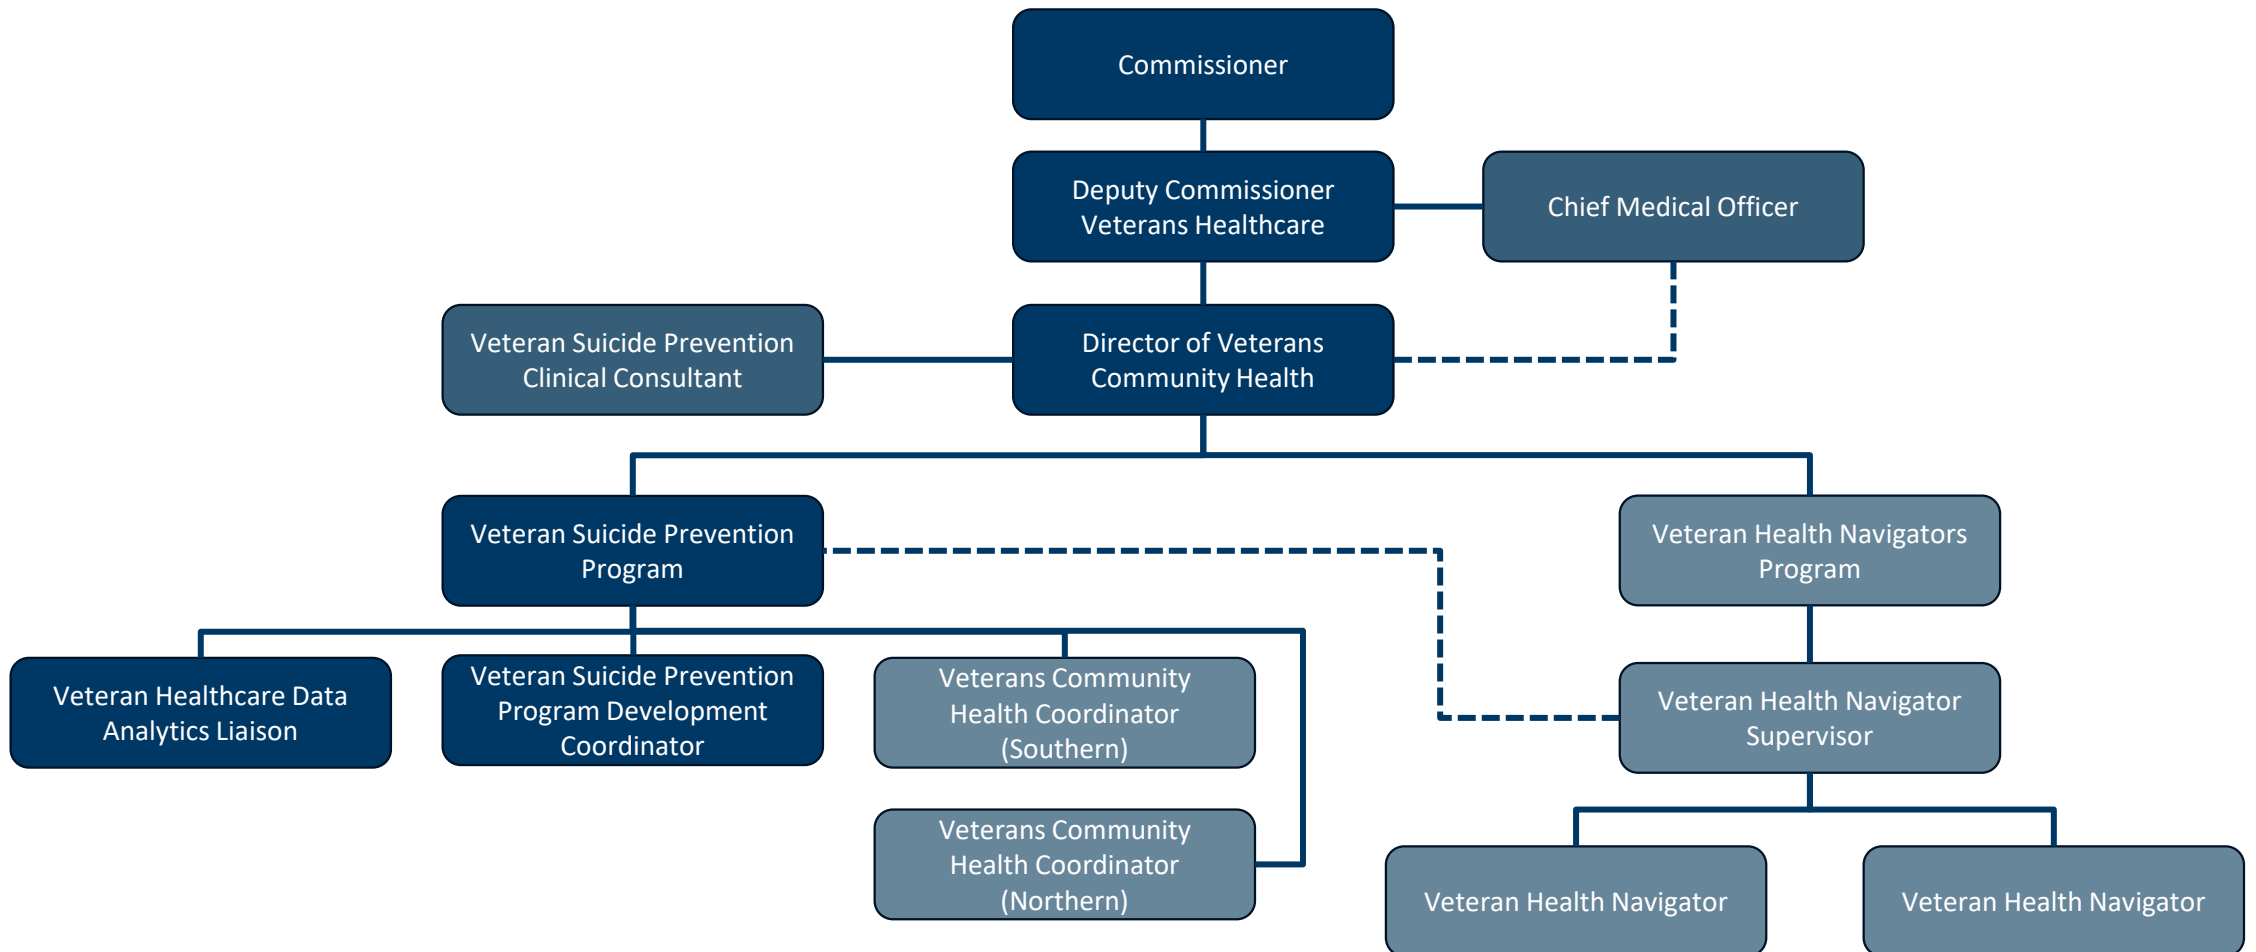 Commissioner
Deputy Commissioner
Veterans Healthcare
Chief Medical Officer
Veteran Suicide Prevention
Clinical Consultant
Director of Veterans
Community Health
Veteran Suicide Prevention
Program
Veteran Health Navigators
Program
Veteran Healthcare Data
Analytics Liaison
Veteran Suicide Prevention
Program Development
Coordinator
Veterans Community
Health Coordinator
(Southern)
Veteran Health Navigator
Supervisor
Veterans Community
Health Coordinator
(Northern)
Veteran Health Navigator
Veteran Health Navigator